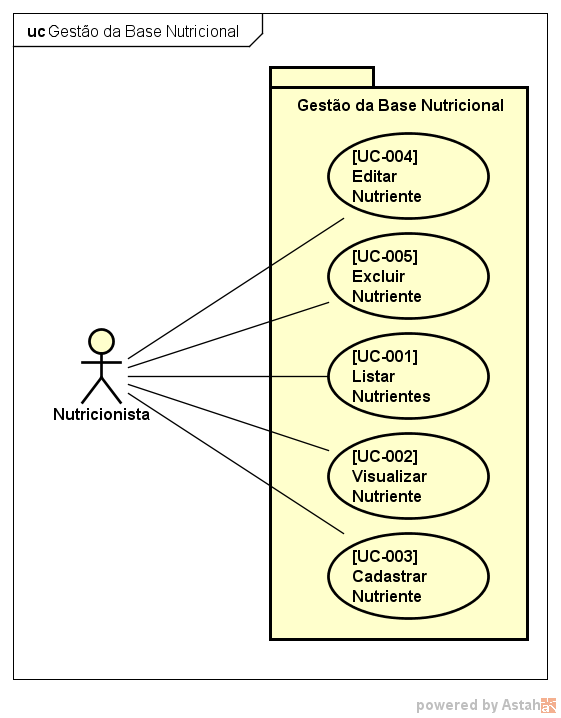 uc Gestão da Base Nutricional
Gestão da Base Nutricional
[UC-004]
Editar
Nutriente
[UC-005]
Excluir
Nutriente
[UC-001]
Listar
Nutrientes
[UC-002]
Visualizar
Nutriente
[UC-003]
Cadastrar
Nutriente
Nutricionista
powered by Astah